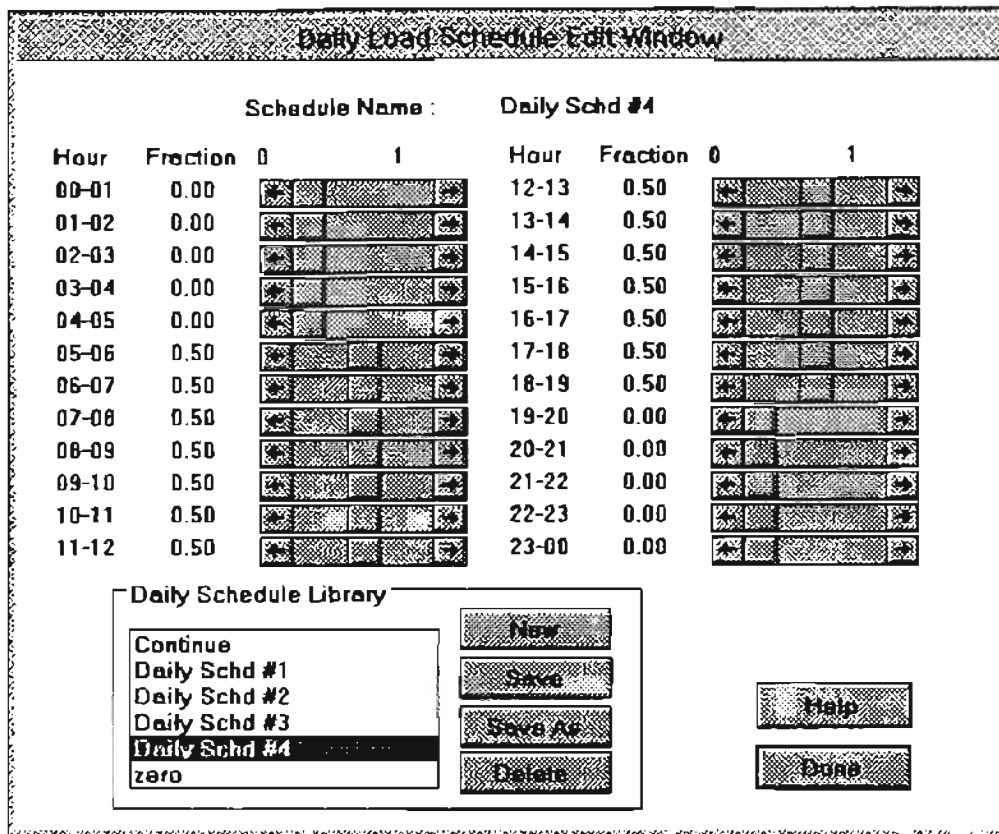 Daily Load Schedule Edit Window
Schedule Name : Daily Schd #4
Hour Fraction 0 1 Hour Fraction 0 1
00-01 0.00 12-13 0.50
01-02 0.00 13-14 0.50
02-03 0.00 14-15 0.50
03-04 0.00 15-16 0.50
04-05 0.00 16-17 0.50
05-06 0.50 17-18 0.50
06-07 0.50 18-19 0.50
07-08 0.50 19-20 0.00
08-09 0.50 20-21 0.00
09-10 0.50 21-22 0.00
10-11 0.50 22-23 0.00
11-12 0.50 23-00 0.00
Daily Schedule Library
Continue
Daily Schd #1
Daily Schd #2
Daily Schd #3
Daily Schd #4
zero
New
Save
Save As
Delete
Help
Done